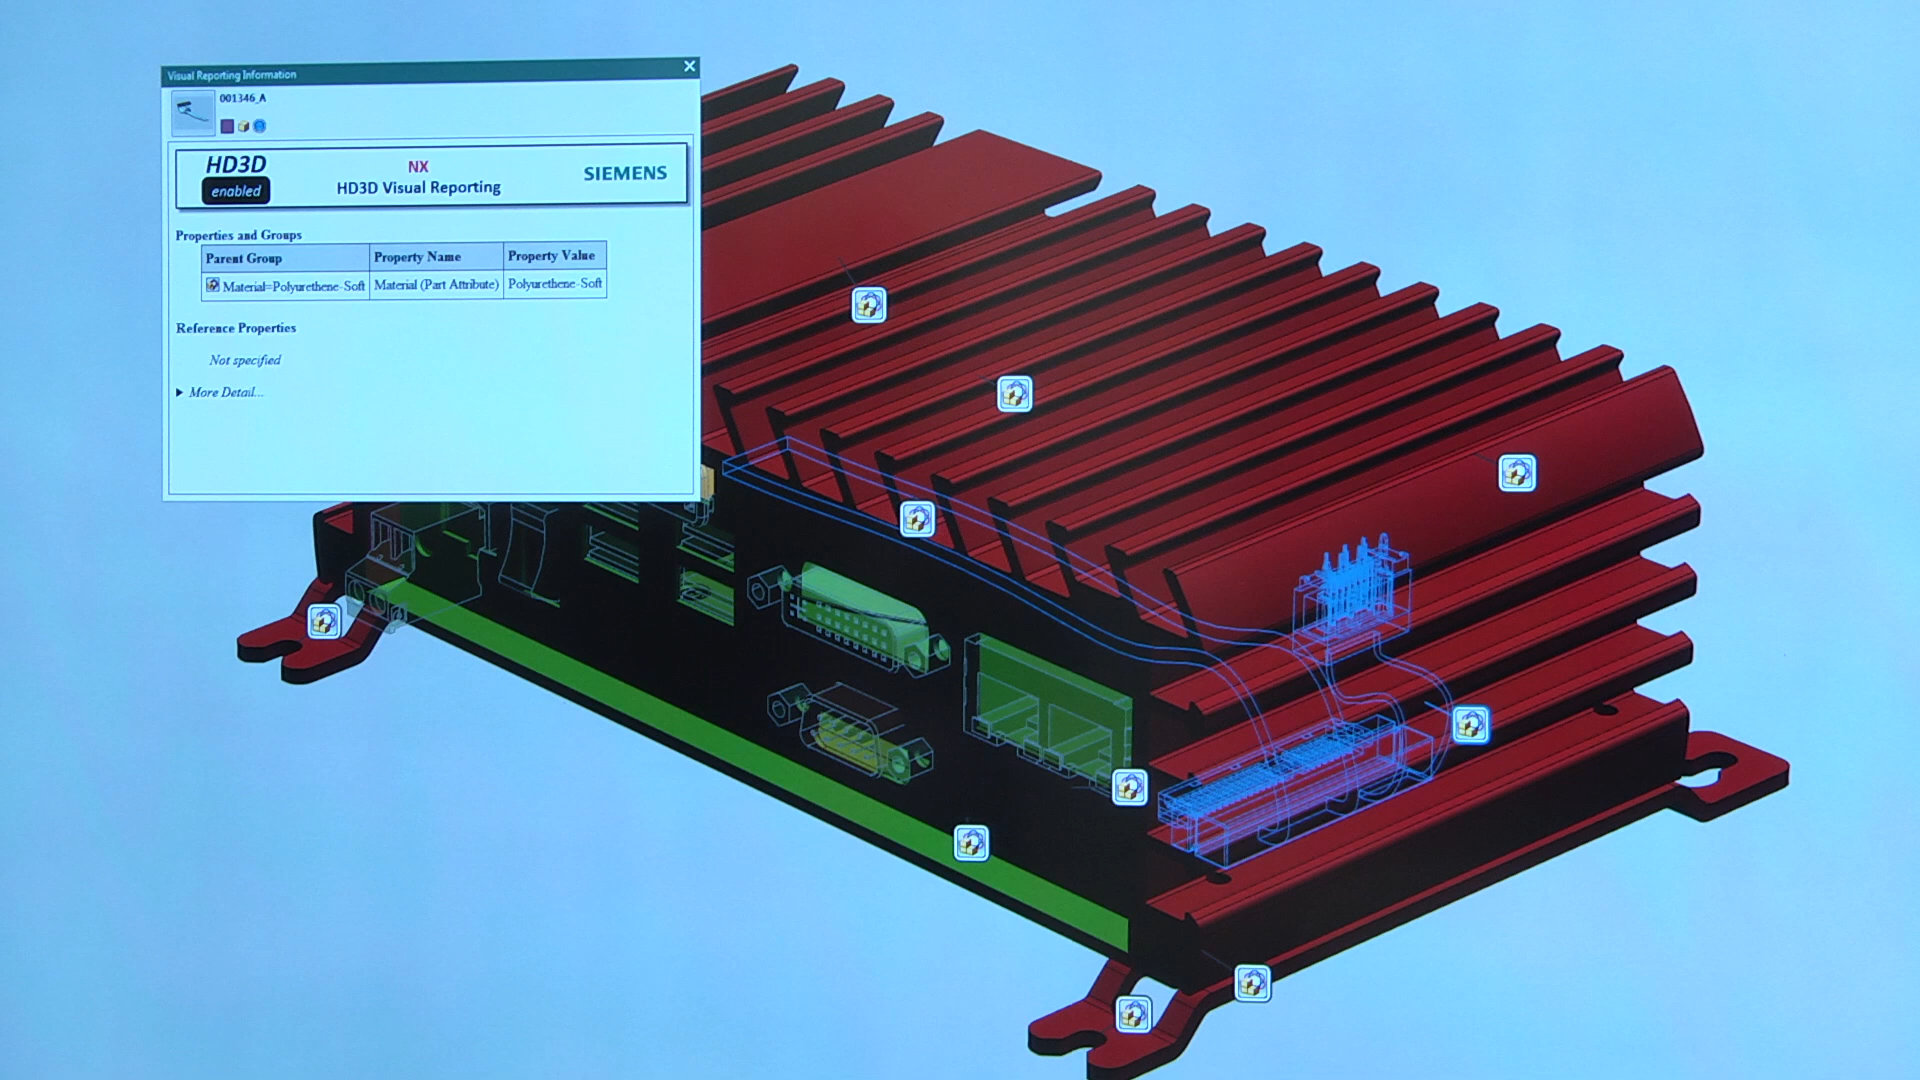 Visual Reporting Information
001346_A
HD3D
enabled
NX
HD3D Visual Reporting
SIEMENS
Properties and Groups
Parent Group Property Name Property Value
Material=Polyurethene-Soft Material (Part Attribute) Polyurethene-Soft
Reference Properties
Not specified
More Detail...